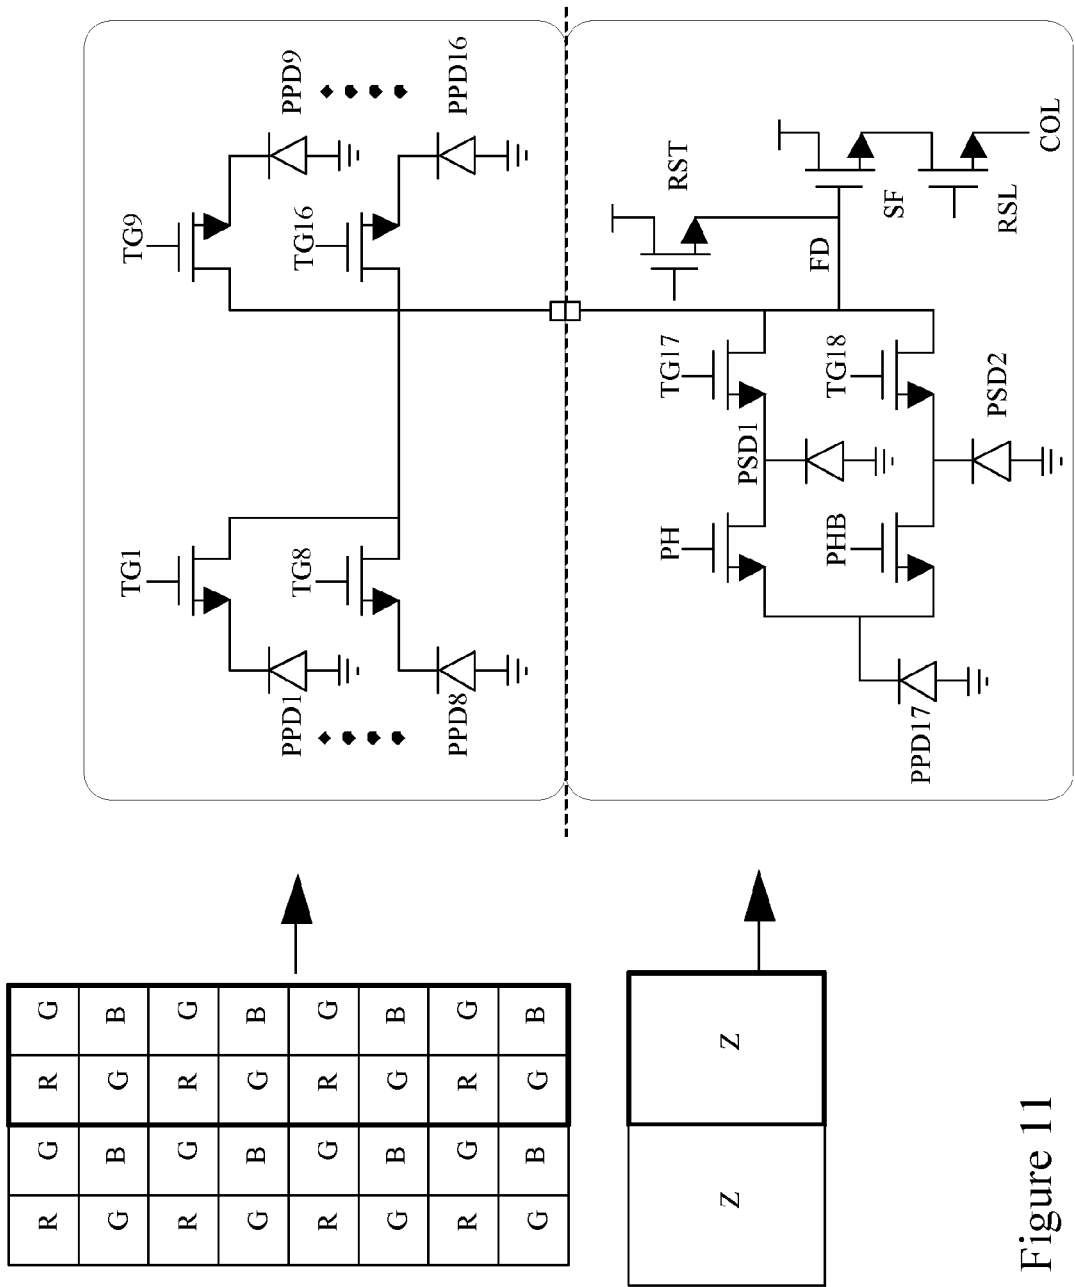 R G R G
G B G B
R G R G
G B G B
R G R G
G B G B
R G R G
G B G B
TG1
TG9
PPD1
PPD9
TG8
TG16
PPD8
PPD16
Z Z
PH
TG17
RST
PSD1
FD
PHB
TG18
SF
PPD17
PSD2
RSL
COL
Figure 11